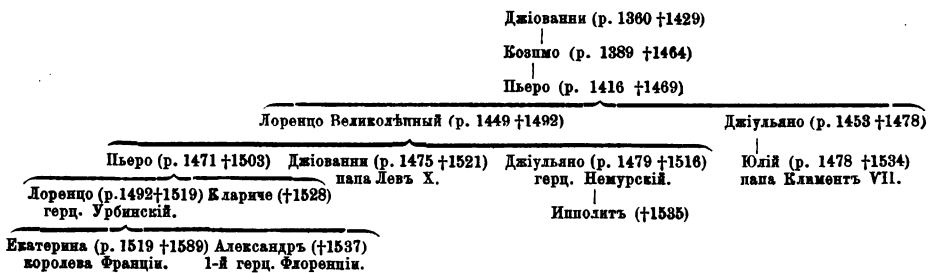 Джіованни (р. 1360 †1429)
Козимо (р. 1389 †1464)
Пьеро (р. 1416 †1469)
Лоренцо Великолѣпный (р. 1449 †1492) Джіульяно (р. 1453 †1478)
Пьеро (р. 1471 †1503) Джіованни (р. 1475 †1521) Джіульяно (р. 1479 †1516) Юлій (р. 1478 †1534)
папа Левъ X. герц. Немурскій. папа Климентъ VII.
Лоренцо (р.1492†1519) Клариче (†1528)
герц. Урбинскій. Ипполитъ (†1535)
Екатерина (р. 1519 †1589) Александръ (†1537)
королева Франціи. 1-й герц. Флоренціи.